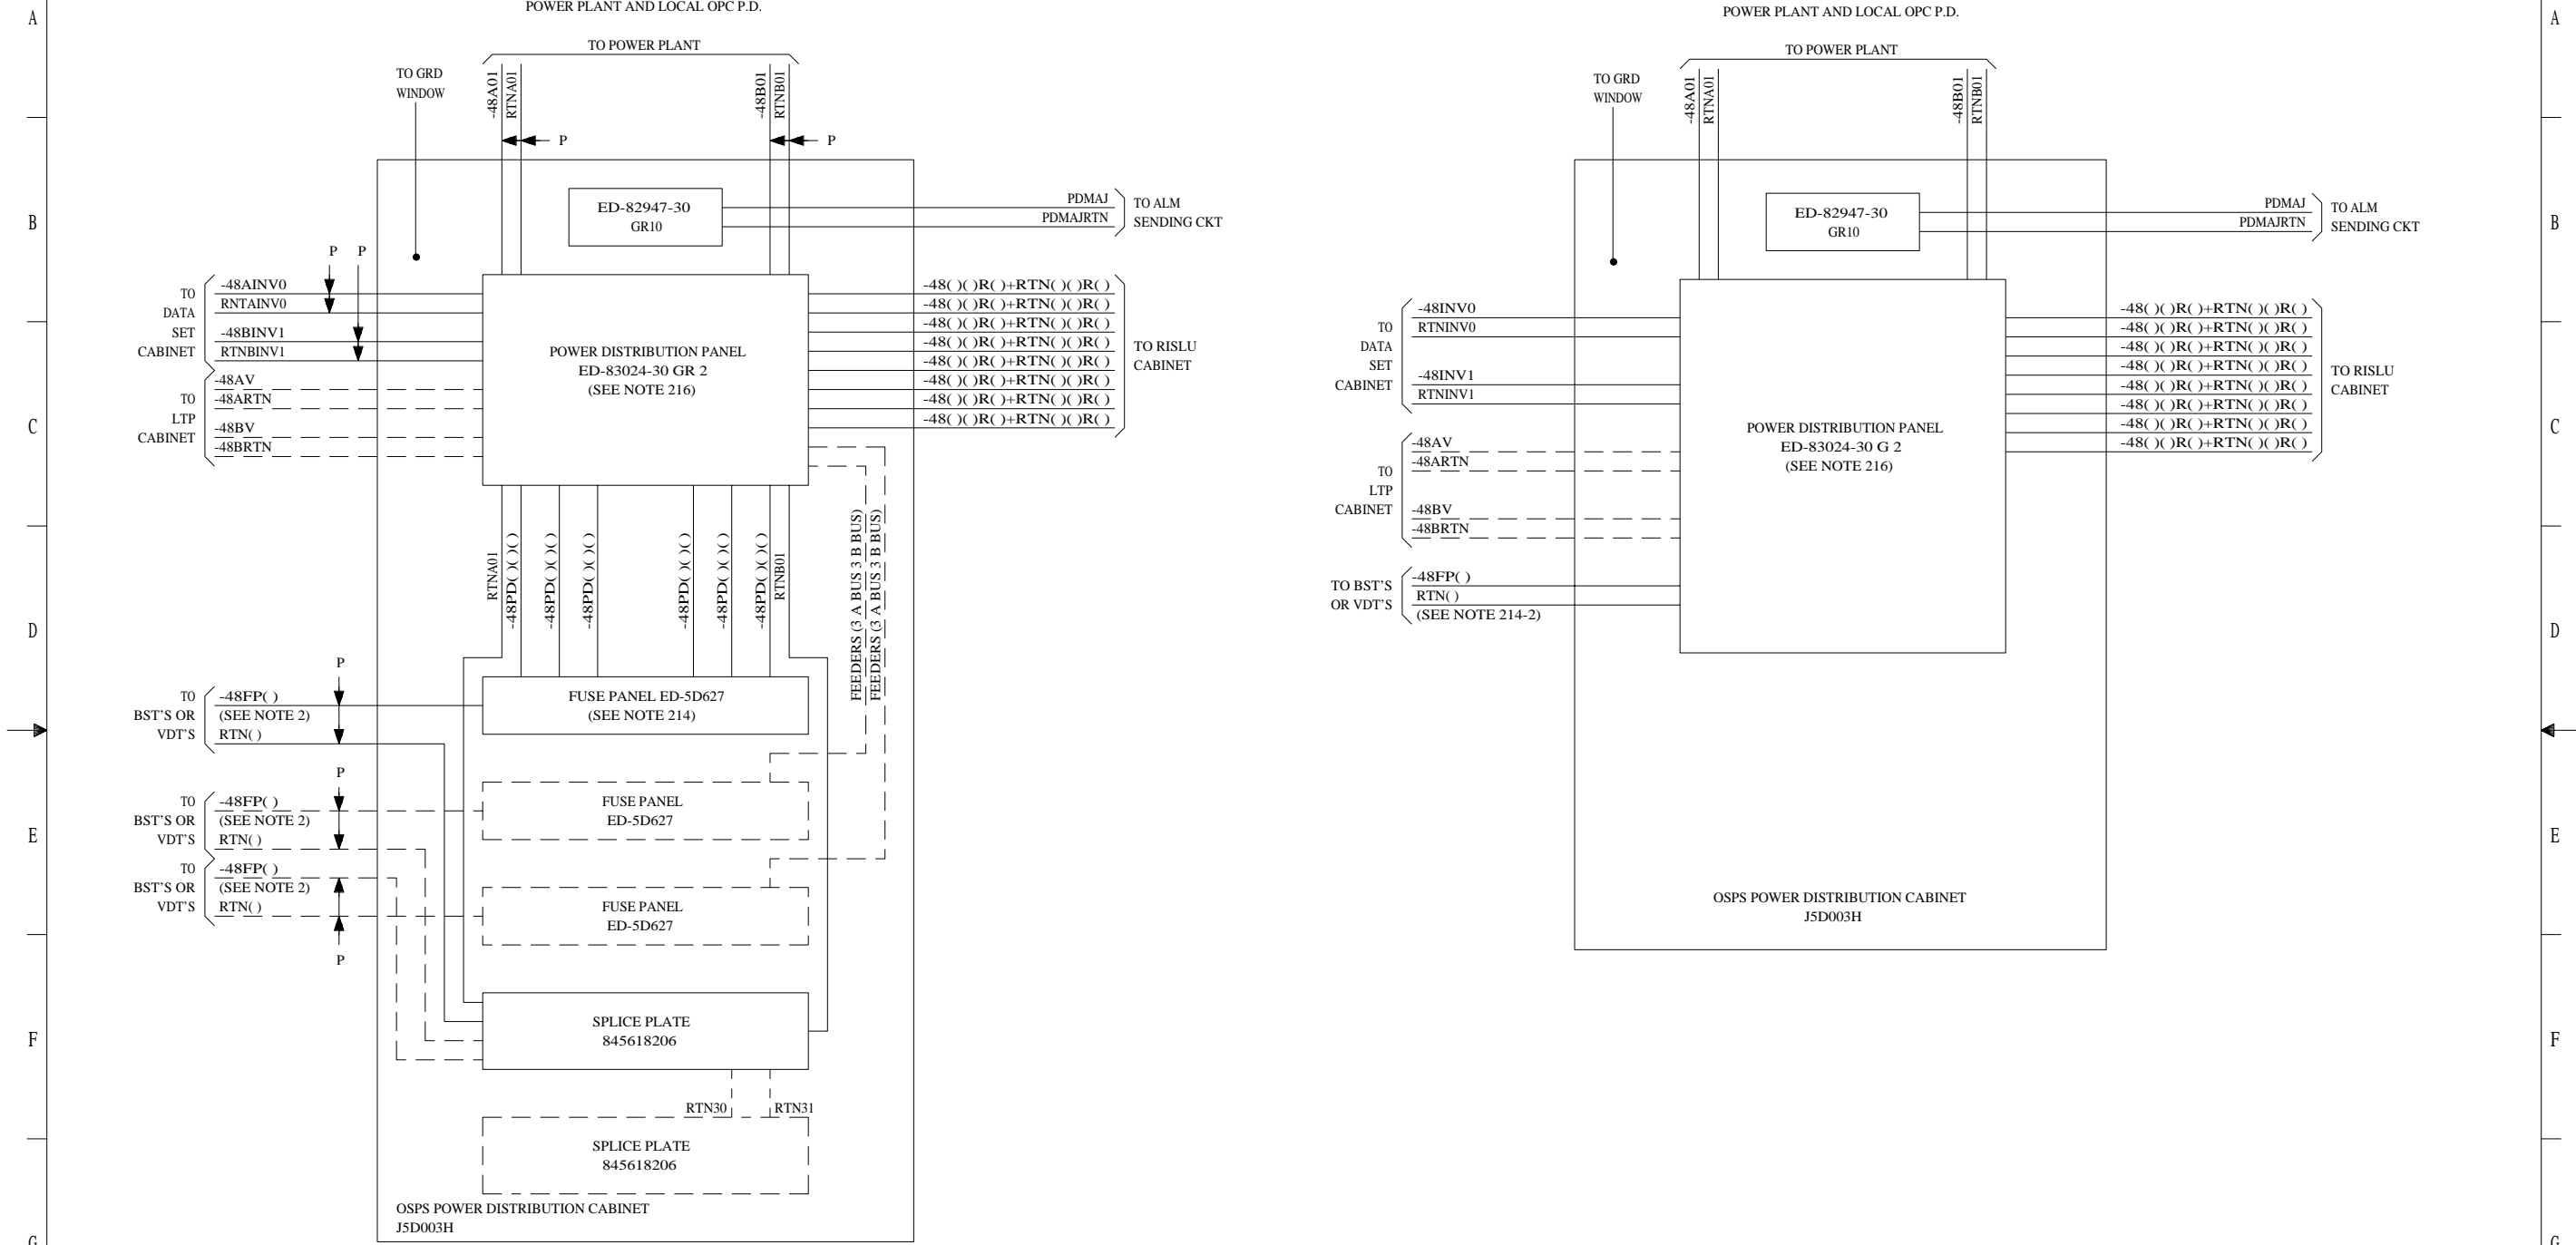 A
POWER PLANT AND LOCAL OPC P.D.
TO POWER PLANT
TO GRD
WINDOW
-48A01
RTNA01
-48B01
RTNB01
P
P
B
ED-82947-30
GR10
PDMAJ
PDMAJRTN
TO ALM
SENDING CKT
P
P
TO
DATA
SET
CABINET
-48AINV0
RNTAINV0
-48BINV1
RTNBINV1
TO
LTP
CABINET
-48AV
-48ARTN
-48BV
-48BRTN
C
POWER DISTRIBUTION PANEL
ED-83024-30 GR 2
(SEE NOTE 216)
-48( )( )R( )+RTN( )( )R( )
-48( )( )R( )+RTN( )( )R( )
-48( )( )R( )+RTN( )( )R( )
-48( )( )R( )+RTN( )( )R( )
-48( )( )R( )+RTN( )( )R( )
-48( )( )R( )+RTN( )( )R( )
-48( )( )R( )+RTN( )( )R( )
-48( )( )R( )+RTN( )( )R( )
TO RISLU
CABINET
RTNA01
-48PD( )( )( )
-48PD( )( )( )
-48PD( )( )( )
-48PD( )( )( )
-48PD( )( )( )
-48PD( )( )( )
RTNB01
FEEDERS (3 A BUS 3 B BUS)
FEEDERS (3 A BUS 3 B BUS)
D
P
TO
BST'S OR
VDT'S
-48FP( )
(SEE NOTE 2)
RTN( )
FUSE PANEL ED-5D627
(SEE NOTE 214)
P
TO
BST'S OR
VDT'S
-48FP( )
(SEE NOTE 2)
RTN( )
FUSE PANEL
ED-5D627
E
TO
BST'S OR
VDT'S
-48FP( )
(SEE NOTE 2)
RTN( )
P
FUSE PANEL
ED-5D627
F
SPLICE PLATE
845618206
RTN30
RTN31
SPLICE PLATE
845618206
OSPS POWER DISTRIBUTION CABINET
J5D003H
G
POWER PLANT AND LOCAL OPC P.D.
A
TO POWER PLANT
TO GRD
WINDOW
-48A01
RTNA01
-48B01
RTNB01
ED-82947-30
GR10
PDMAJ
PDMAJRTN
TO ALM
SENDING CKT
B
TO
DATA
SET
CABINET
-48INV0
RTNINV0
-48INV1
RTNINV1
TO
LTP
CABINET
-48AV
-48ARTN
-48BV
-48BRTN
POWER DISTRIBUTION PANEL
ED-83024-30 G 2
(SEE NOTE 216)
-48( )( )R( )+RTN( )( )R( )
-48( )( )R( )+RTN( )( )R( )
-48( )( )R( )+RTN( )( )R( )
-48( )( )R( )+RTN( )( )R( )
-48( )( )R( )+RTN( )( )R( )
-48( )( )R( )+RTN( )( )R( )
-48( )( )R( )+RTN( )( )R( )
-48( )( )R( )+RTN( )( )R( )
TO RISLU
CABINET
C
TO BST'S
OR VDT'S
-48FP( )
RTN( )
(SEE NOTE 214-2)
D
E
OSPS POWER DISTRIBUTION CABINET
J5D003H
F
G